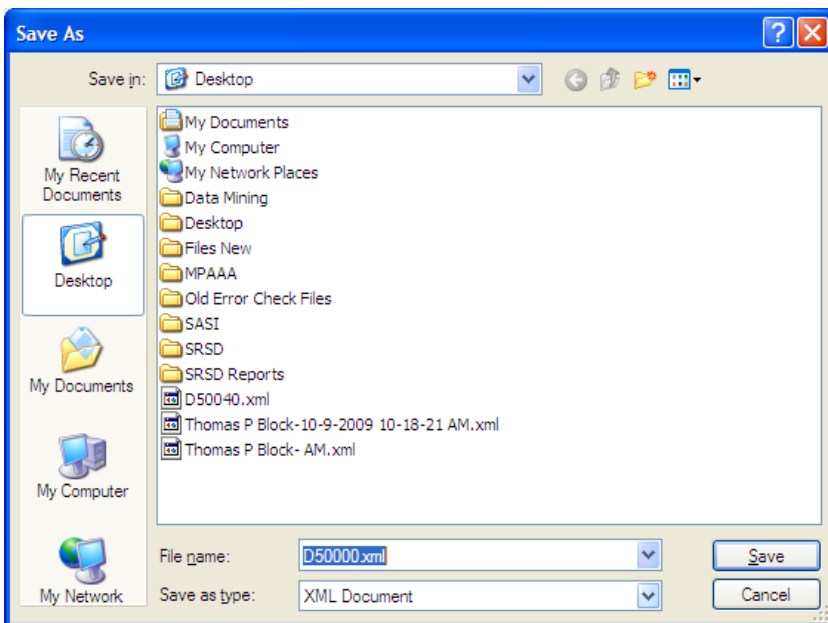 Save As
Save in:
Desktop
My Recent
Documents
Desktop
My Documents
My Computer
My Network
My Documents
My Computer
My Network Places
Data Mining
Desktop
Files New
MPAAA
Old Error Check Files
SASI
SRSD
SRSD Reports
D50040.xml
Thomas P Block-10-9-2009 10-18-21 AM.xml
Thomas P Block- AM.xml
File name:
D50000.xml
Save
Save as type:
XML Document
Cancel